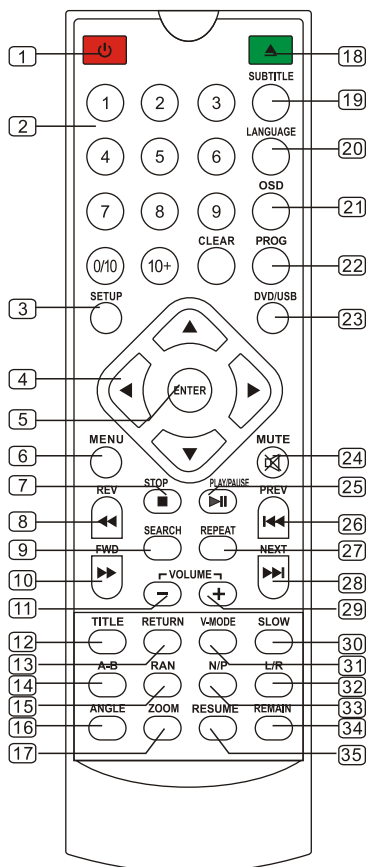 1 18
SUBTITLE
2 1 2 3 19
LANGUAGE
4 5 6 20
OSD
7 8 9 21
CLEAR PROG
0/10 10+ 22
SETUP DVD/USB
3 23
4
ENTER
5
MENU MUTE
6 24
STOP PLAY/PAUSE
7 25
REV PREV
8 26
SEARCH REPEAT
9 27
FWD NEXT
10 28
VOLUME
11 − + 29
TITLE RETURN V-MODE SLOW
12 30
13 31
A-B RAN N/P L/R
14 32
15 33
ANGLE ZOOM RESUME REMAIN
16 34
17 35